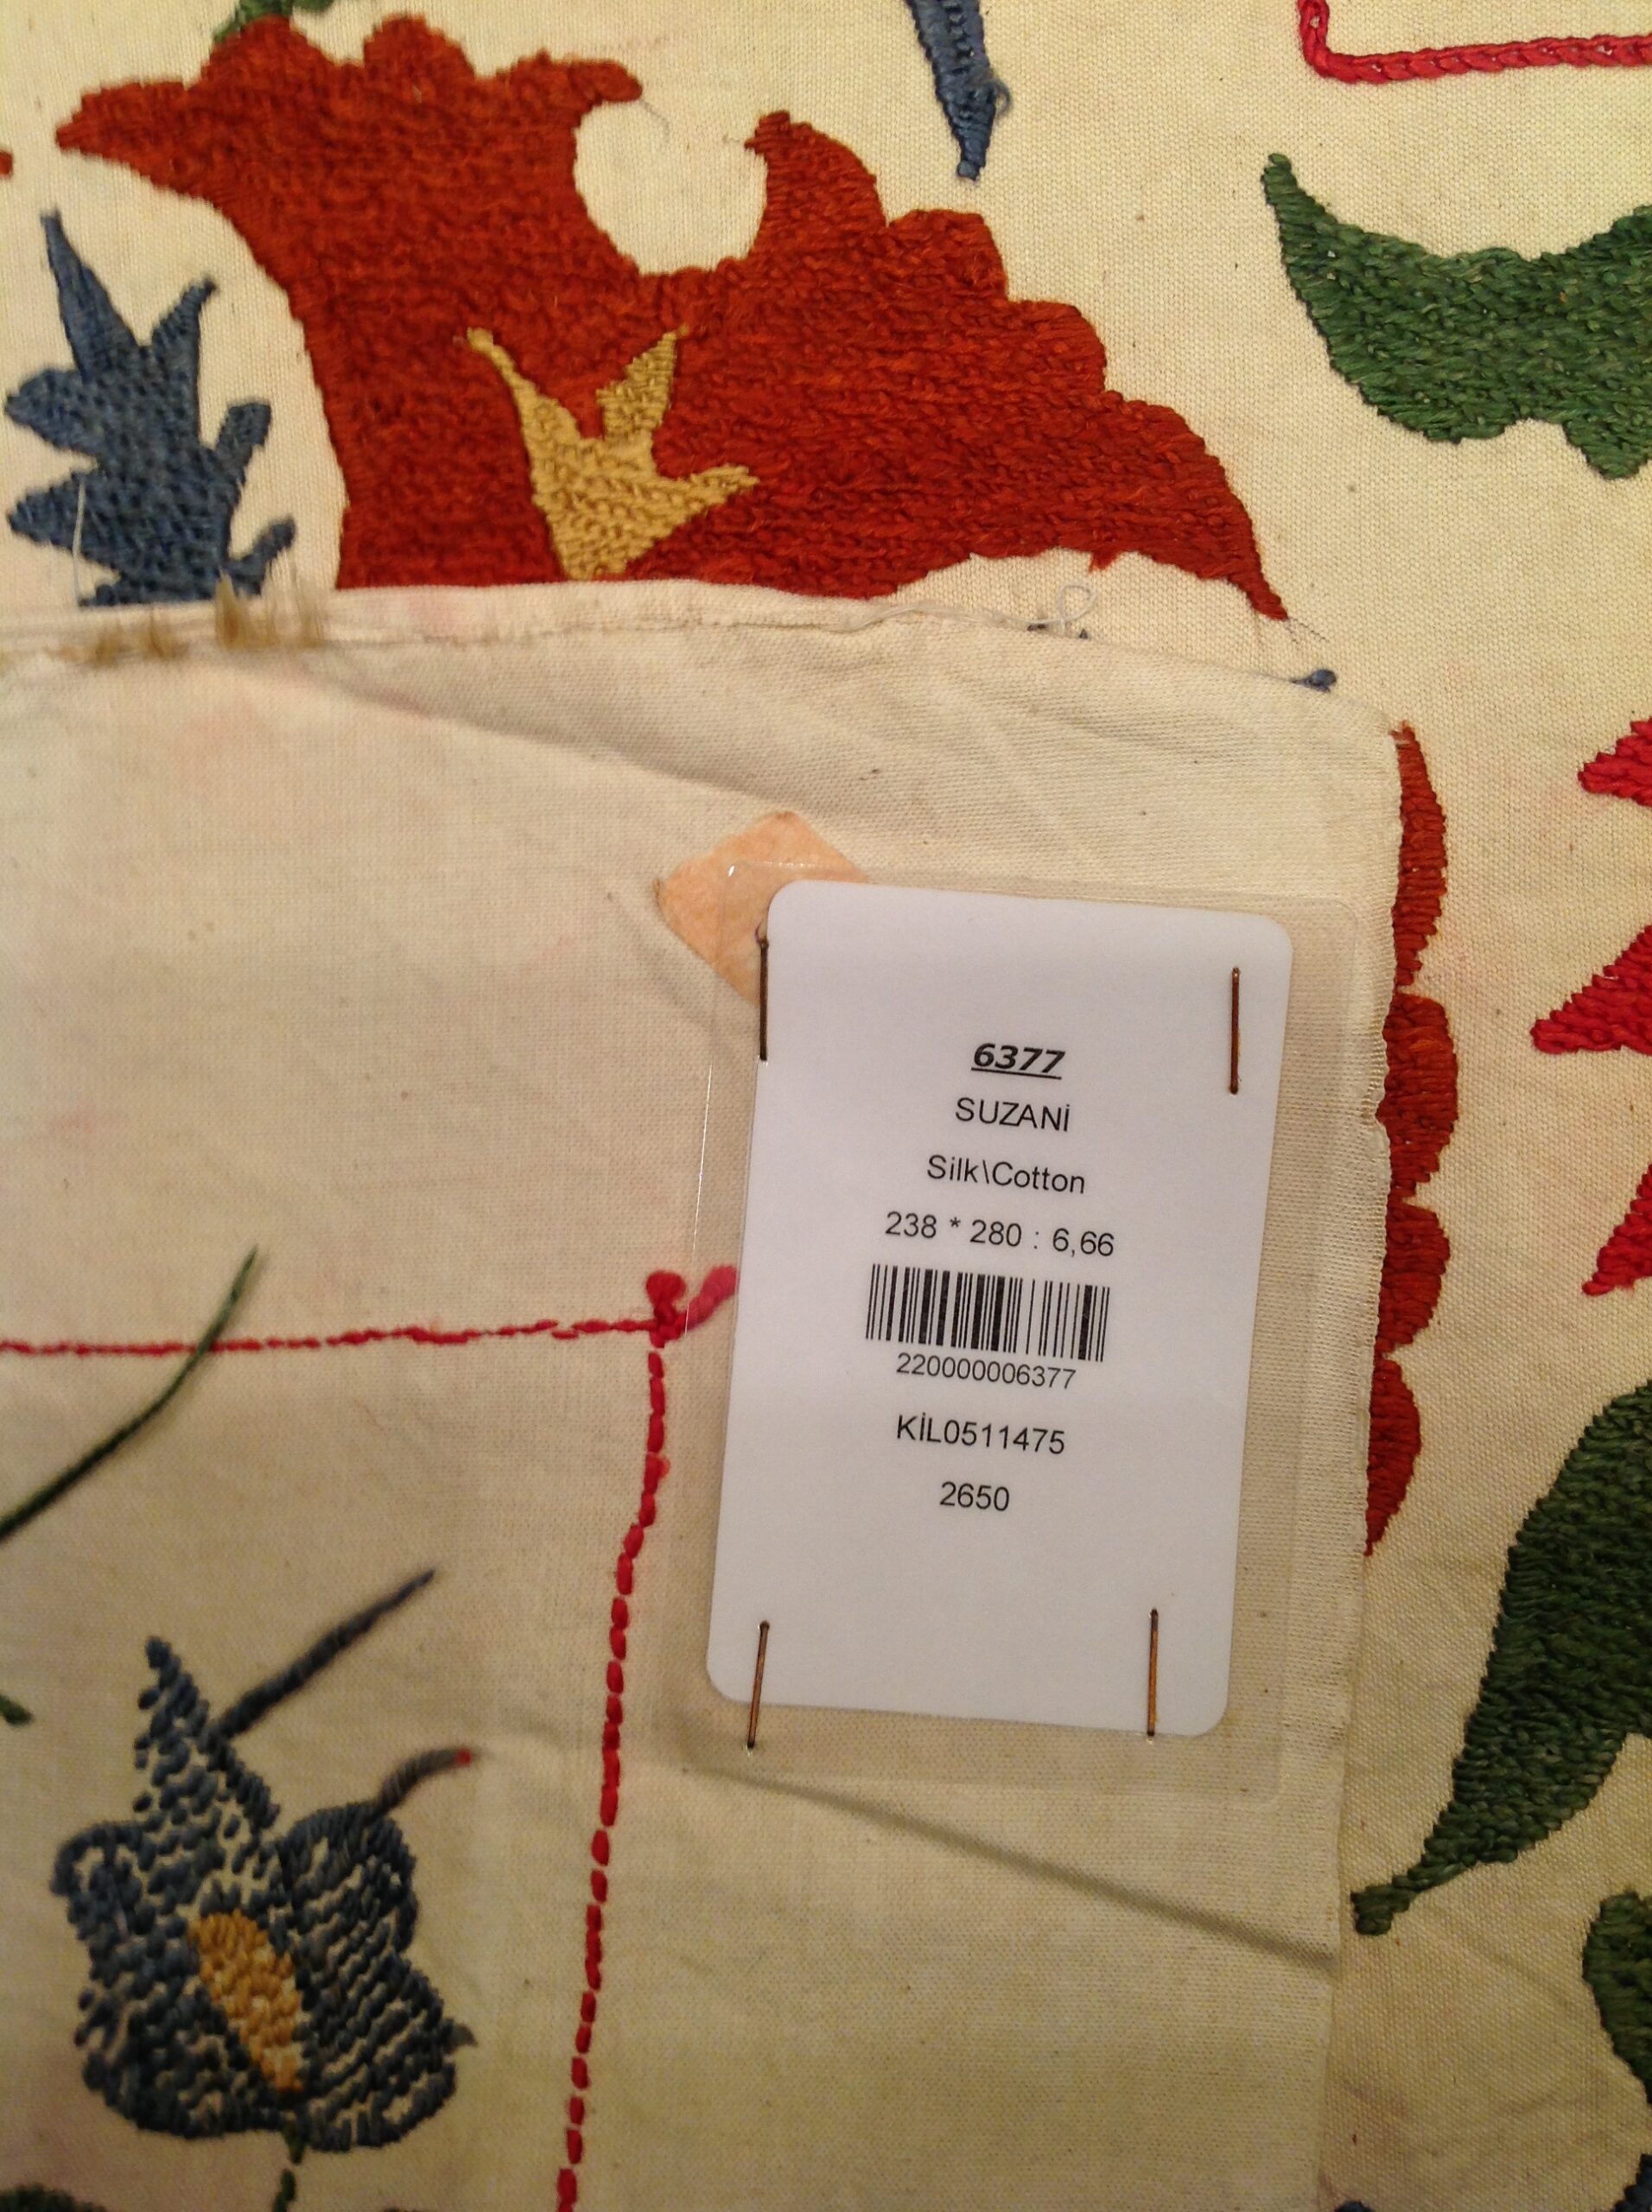 6377
SUZANİ
Silk\Cotton
238 * 280 : 6,66
220000006377
KİL0511475
2650